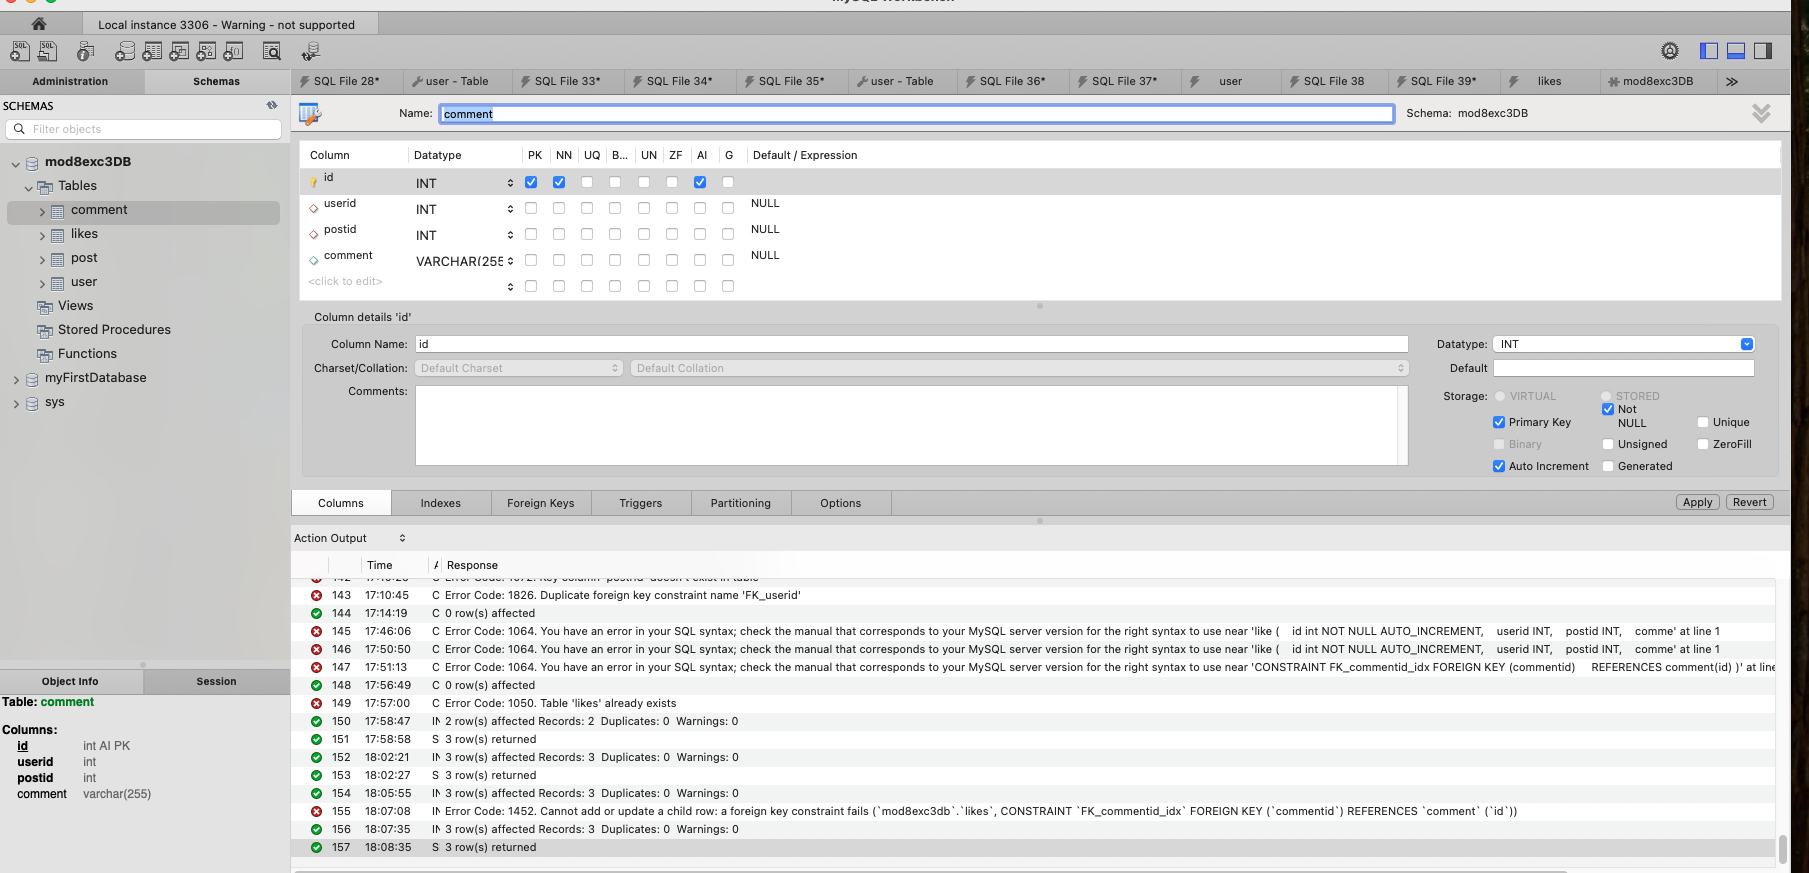 Local instance 3306 - Warning - not supported
Administration
Schemas
SQL File 28*
user - Table
SQL File 33*
SQL File 34*
SQL File 35*
user - Table
SQL File 36*
SQL File 37*
user
SQL File 38
SQL File 39*
likes
mod8exc3DB
SCHEMAS
Filter objects
mod8exc3DB
Tables
comment
likes
post
user
Views
Stored Procedures
Functions
myFirstDatabase
sys
Name: comment
Schema: mod8exc3DB
Column Datatype PK NN UQ B... UN ZF AI G Default / Expression
id INT
userid INT NULL
postid INT NULL
comment VARCHAR(255 NULL
<click to edit>
Column details 'id'
Column Name: id
Datatype: INT
Charset/Collation: Default Charset Default Collation
Default
Comments:
Storage: VIRTUAL STORED
Primary Key Not NULL Unique
Binary Unsigned ZeroFill
Auto Increment Generated
Columns Indexes Foreign Keys Triggers Partitioning Options
Apply Revert
Action Output
Time A Response
143 17:10:45 C Error Code: 1826. Duplicate foreign key constraint name 'FK_userid'
144 17:14:19 C 0 row(s) affected
145 17:46:06 C Error Code: 1064. You have an error in your SQL syntax; check the manual that corresponds to your MySQL server version for the right syntax to use near 'like ( id int NOT NULL AUTO_INCREMENT, userid INT, postid INT, comme' at line 1
146 17:50:50 C Error Code: 1064. You have an error in your SQL syntax; check the manual that corresponds to your MySQL server version for the right syntax to use near 'like ( id int NOT NULL AUTO_INCREMENT, userid INT, postid INT, comme' at line 1
147 17:51:13 C Error Code: 1064. You have an error in your SQL syntax; check the manual that corresponds to your MySQL server version for the right syntax to use near 'CONSTRAINT FK_commentid_idx FOREIGN KEY (commentid) REFERENCES comment(id) )' at line
148 17:56:49 C 0 row(s) affected
149 17:57:00 C Error Code: 1050. Table 'likes' already exists
150 17:58:47 IN 2 row(s) affected Records: 2 Duplicates: 0 Warnings: 0
151 17:58:58 S 3 row(s) returned
152 18:02:21 IN 3 row(s) affected Records: 3 Duplicates: 0 Warnings: 0
153 18:02:27 S 3 row(s) returned
154 18:05:55 IN 3 row(s) affected Records: 3 Duplicates: 0 Warnings: 0
155 18:07:08 IN Error Code: 1452. Cannot add or update a child row: a foreign key constraint fails (`mod8exc3db`.`likes`, CONSTRAINT `FK_commentid_idx` FOREIGN KEY (`commentid`) REFERENCES `comment` (`id`))
156 18:07:35 IN 3 row(s) affected Records: 3 Duplicates: 0 Warnings: 0
157 18:08:35 S 3 row(s) returned
Object Info Session
Table: comment
Columns:
id int AI PK
userid int
postid int
comment varchar(255)